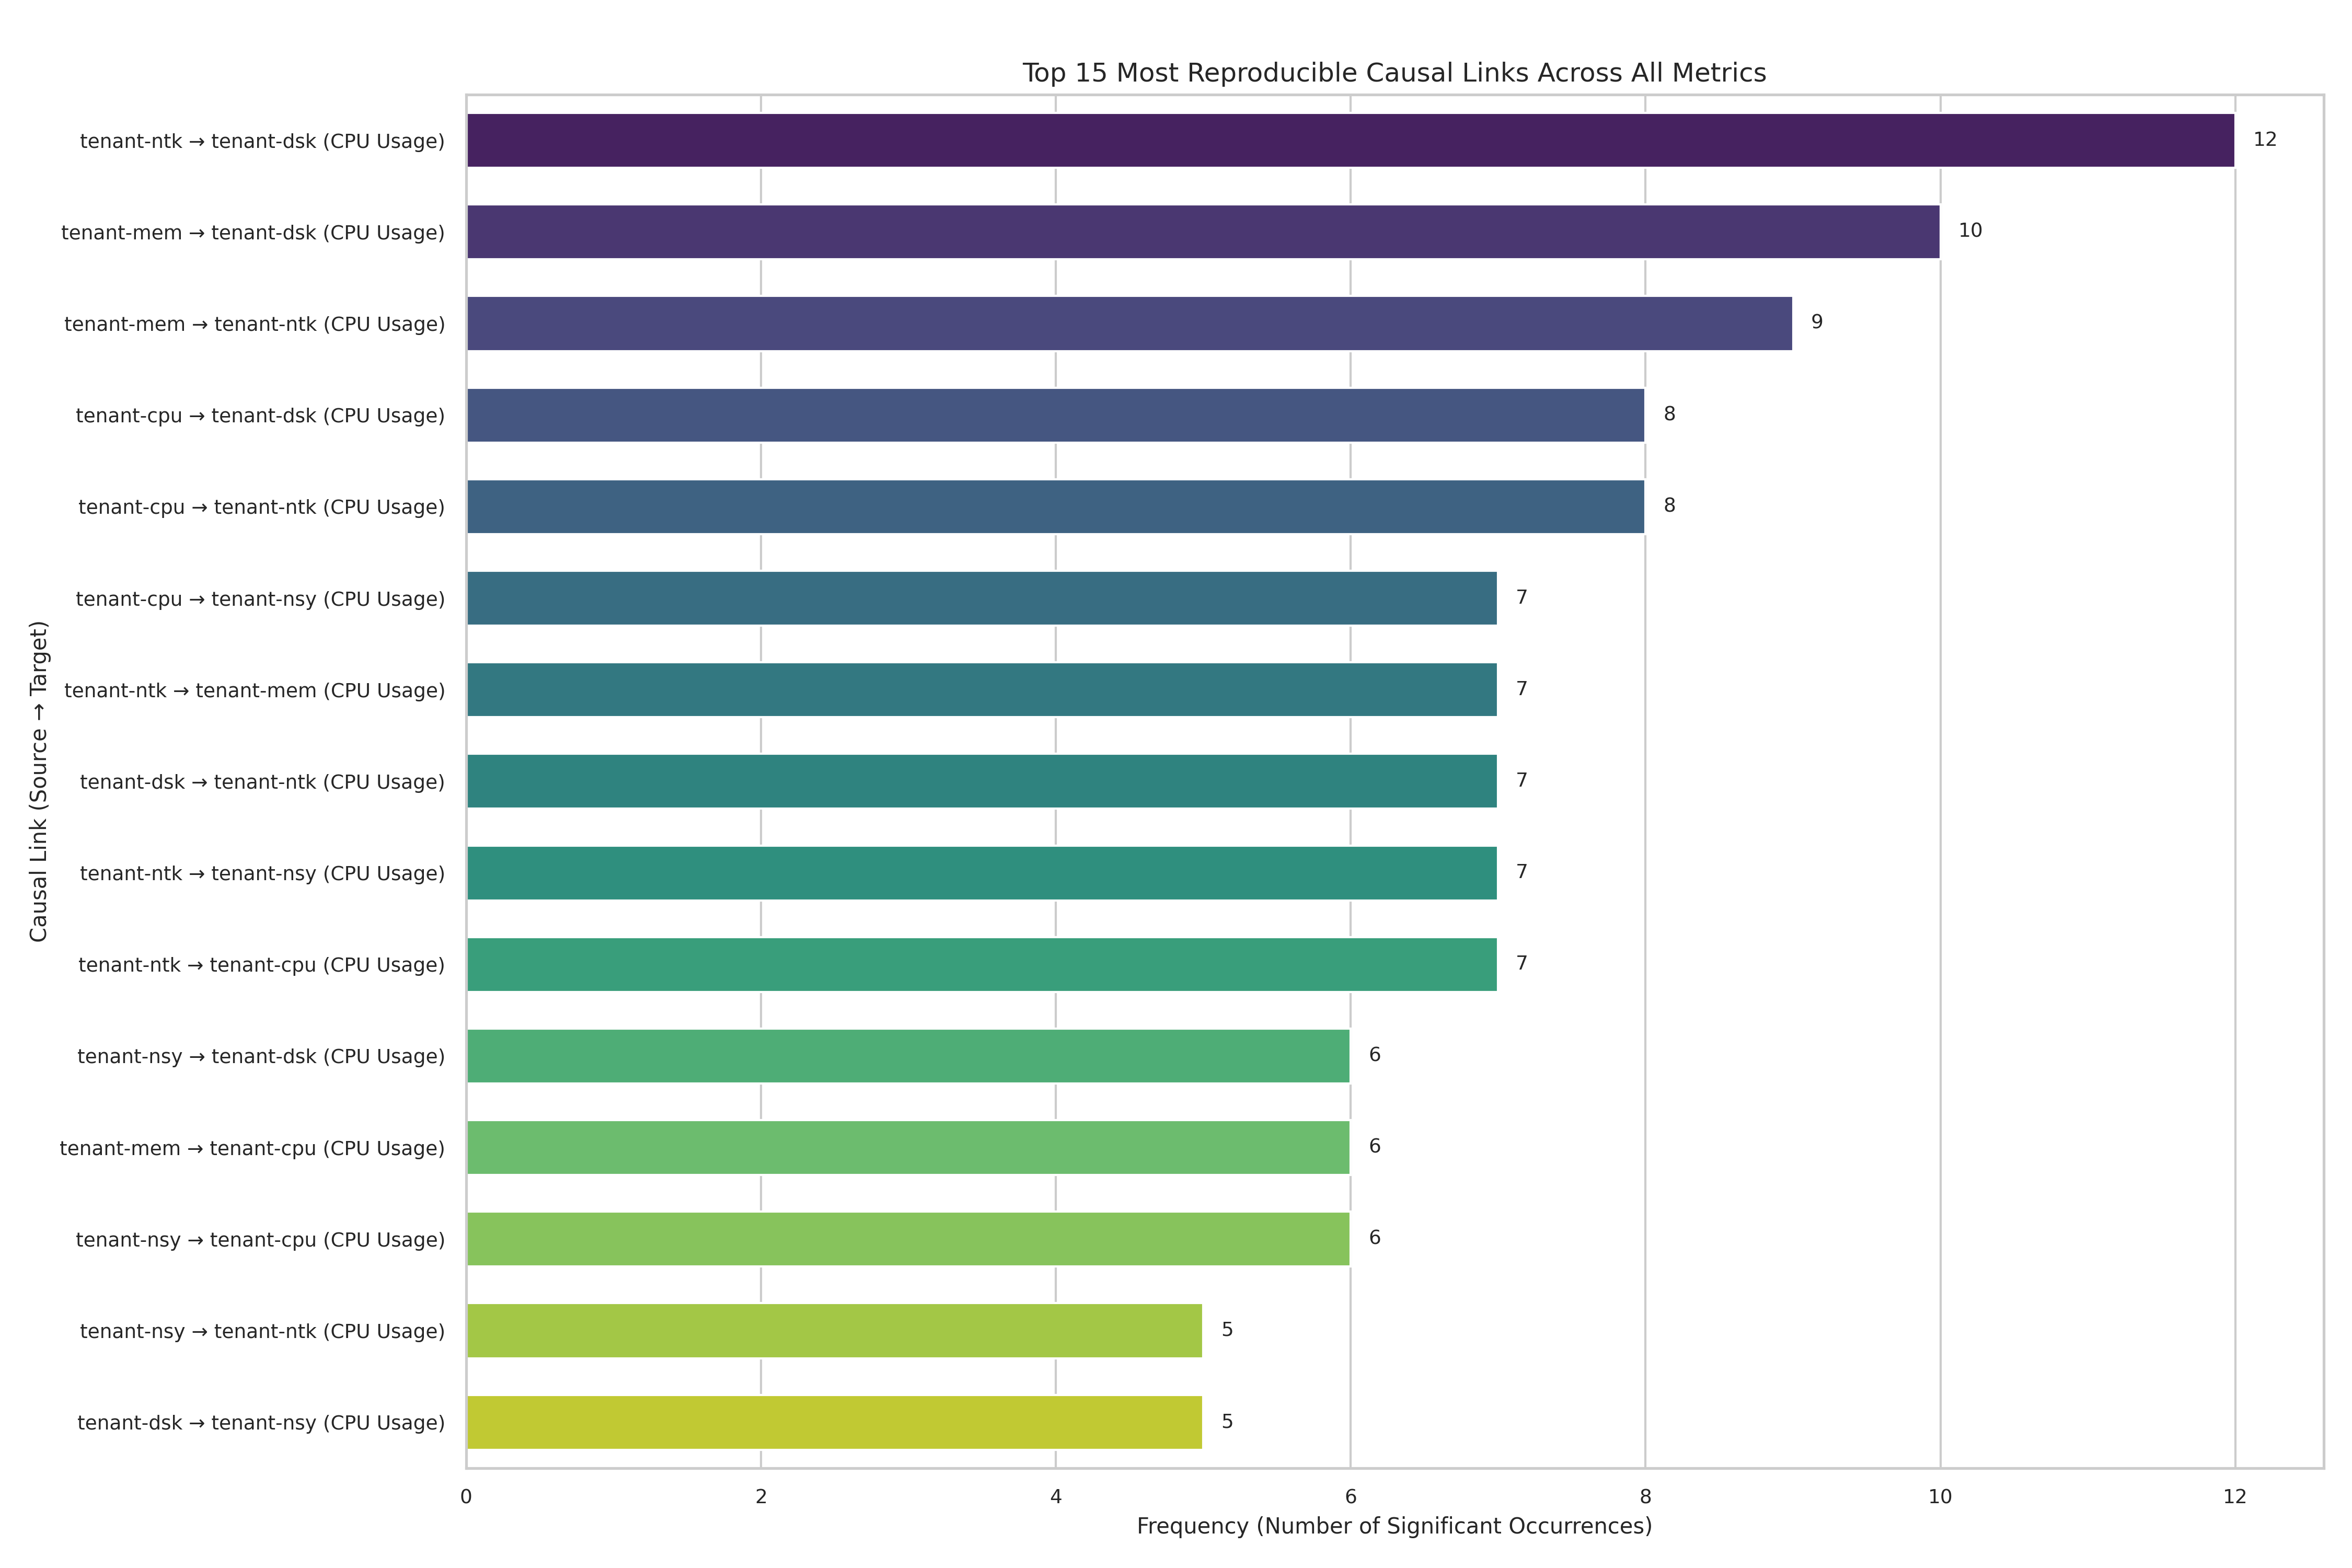 Top 15 Most Reproducible Causal Links Across All Metrics
Causal Link (Source → Target)
tenant-ntk → tenant-dsk (CPU Usage) 12
tenant-mem → tenant-dsk (CPU Usage) 10
tenant-mem → tenant-ntk (CPU Usage) 9
tenant-cpu → tenant-dsk (CPU Usage) 8
tenant-cpu → tenant-ntk (CPU Usage) 8
tenant-cpu → tenant-nsy (CPU Usage) 7
tenant-ntk → tenant-mem (CPU Usage) 7
tenant-dsk → tenant-ntk (CPU Usage) 7
tenant-ntk → tenant-nsy (CPU Usage) 7
tenant-ntk → tenant-cpu (CPU Usage) 7
tenant-nsy → tenant-dsk (CPU Usage) 6
tenant-mem → tenant-cpu (CPU Usage) 6
tenant-nsy → tenant-cpu (CPU Usage) 6
tenant-nsy → tenant-ntk (CPU Usage) 5
tenant-dsk → tenant-nsy (CPU Usage) 5
0 2 4 6 8 10 12
Frequency (Number of Significant Occurrences)